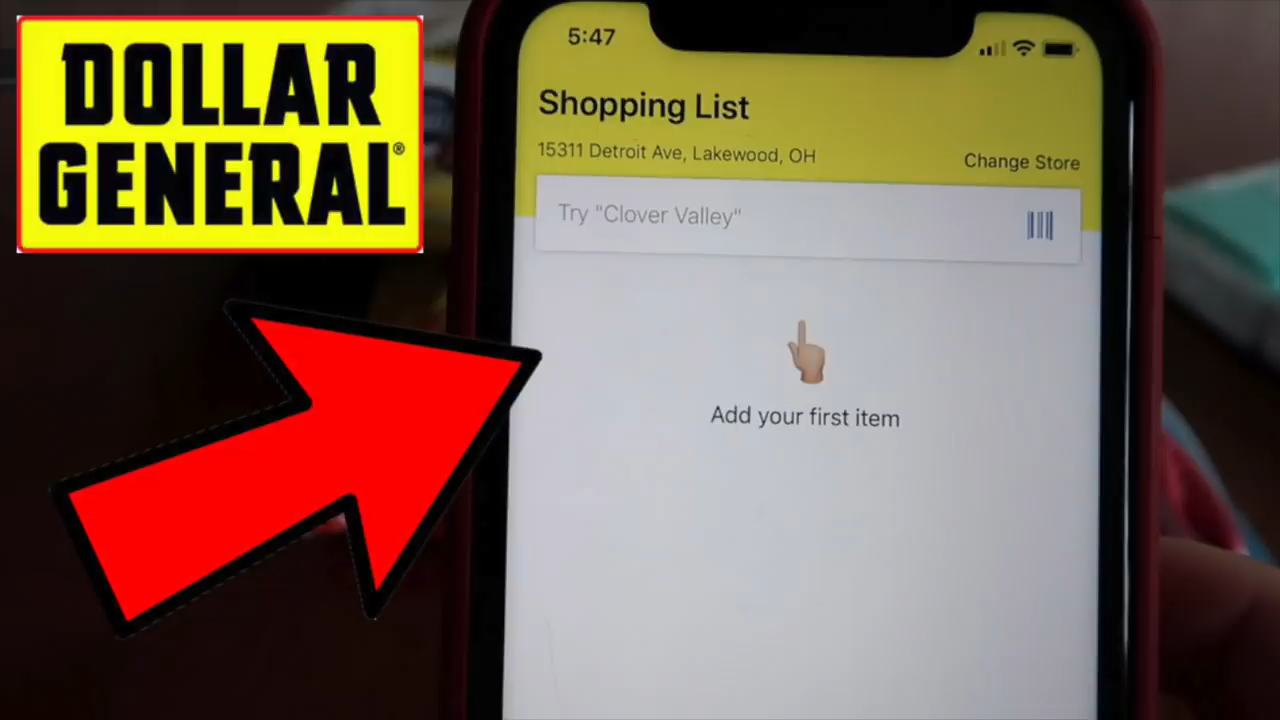 DOLLAR
GENERAL®
5:47
Shopping List
15311 Detroit Ave, Lakewood, OH
Change Store
Try "Clover Valley"
Add your first item